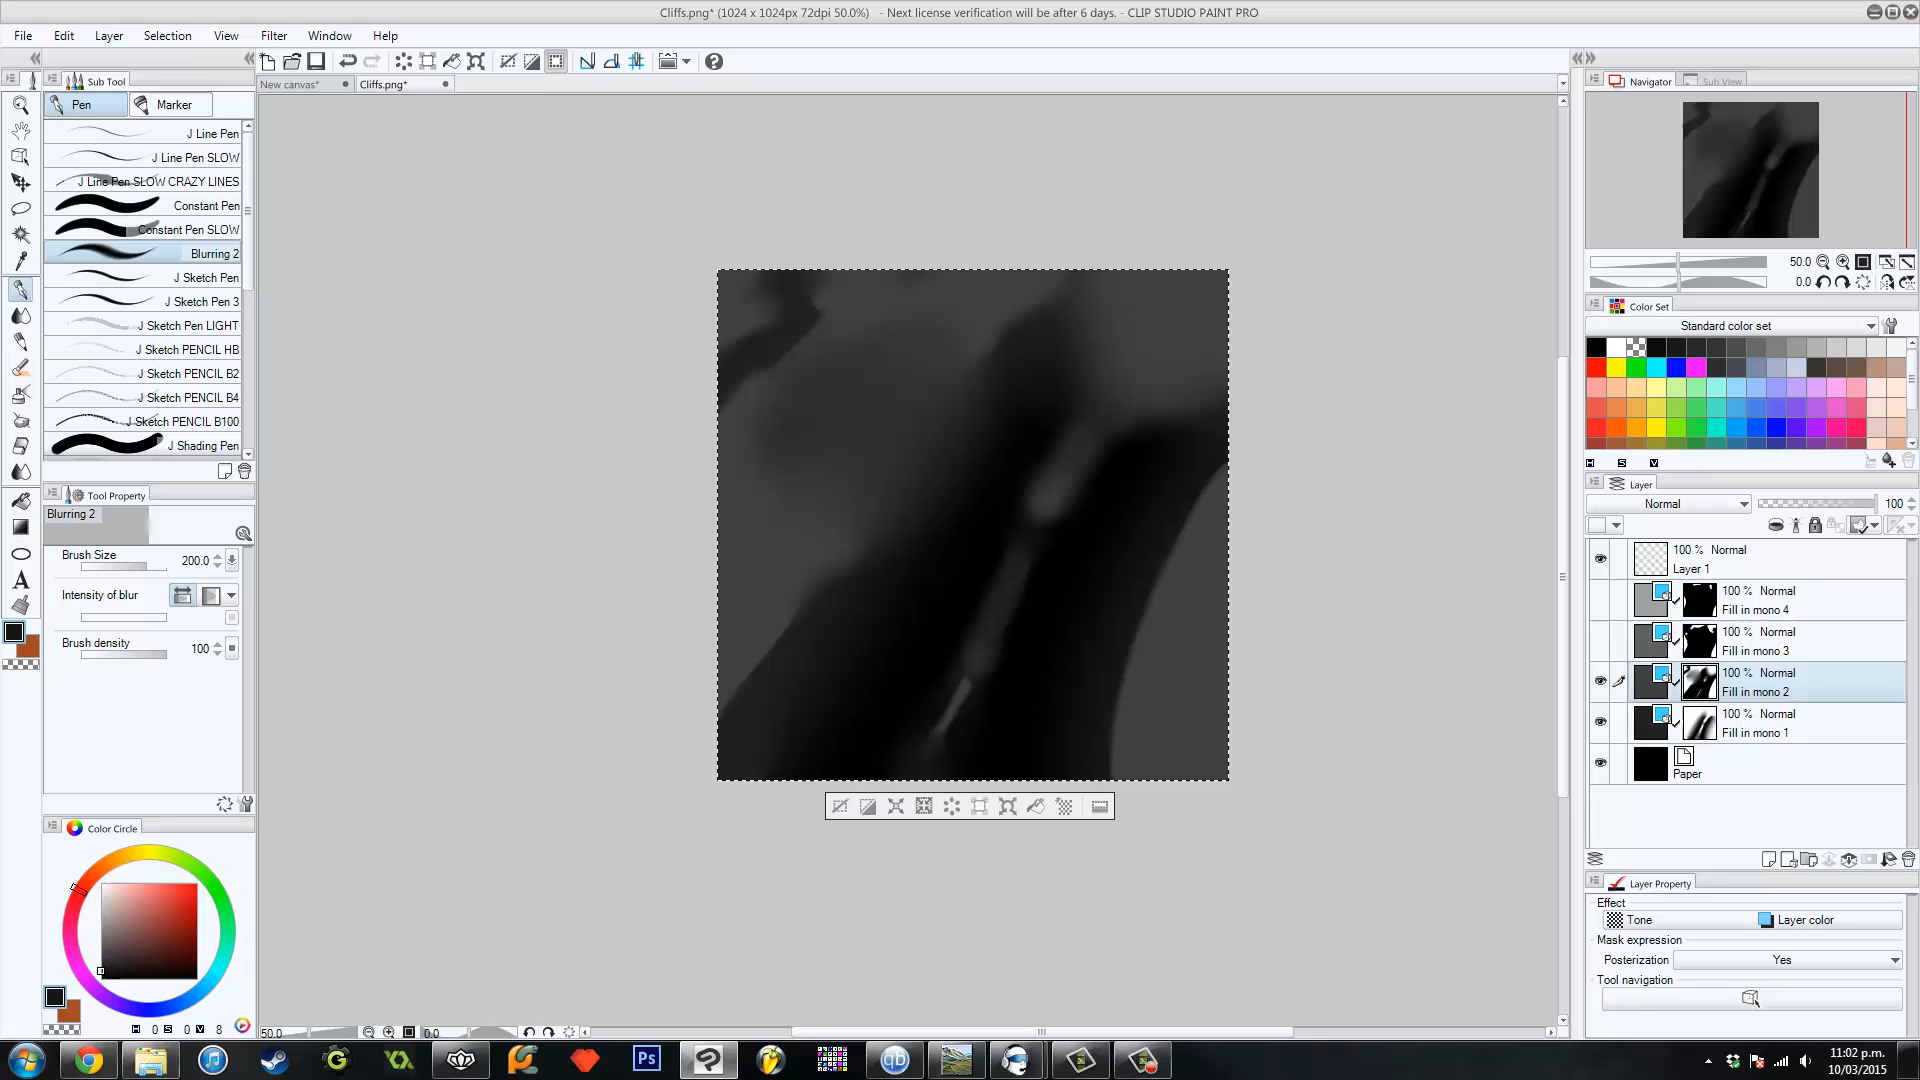 Cliffs.png* (1024 x 1024px 72dpi 50.0%)   - Next license verification will be after 6 days. - CLIP STUDIO PAINT PRO
File Edit Layer Selection View Filter Window Help
Sub Tool
New canvas*
Cliffs.png*
Navigator
Sub View
Pen
Marker
J Line Pen
J Line Pen SLOW
J Line Pen SLOW CRAZY LINES
Constant Pen
Constant Pen SLOW
Blurring 2
J Sketch Pen
J Sketch Pen 3
J Sketch Pen LIGHT
J Sketch PENCIL HB
J Sketch PENCIL B2
J Sketch PENCIL B4
J Sketch PENCIL B100
J Shading Pen
Tool Property
Blurring 2
Brush Size 200.0
Intensity of blur
Brush density 100
Color Circle
H 0 S 0 V 8
50.0
0.0
50.0
0.0
Color Set
Standard color set
H S V
Layer
Normal 100
100 % Normal
Layer 1
100 % Normal
Fill in mono 4
100 % Normal
Fill in mono 3
100 % Normal
Fill in mono 2
100 % Normal
Fill in mono 1
Paper
Layer Property
Effect
Tone
Layer color
Mask expression
Posterization Yes
Tool navigation
Ps
qb
11:02 p.m.
10/03/2015